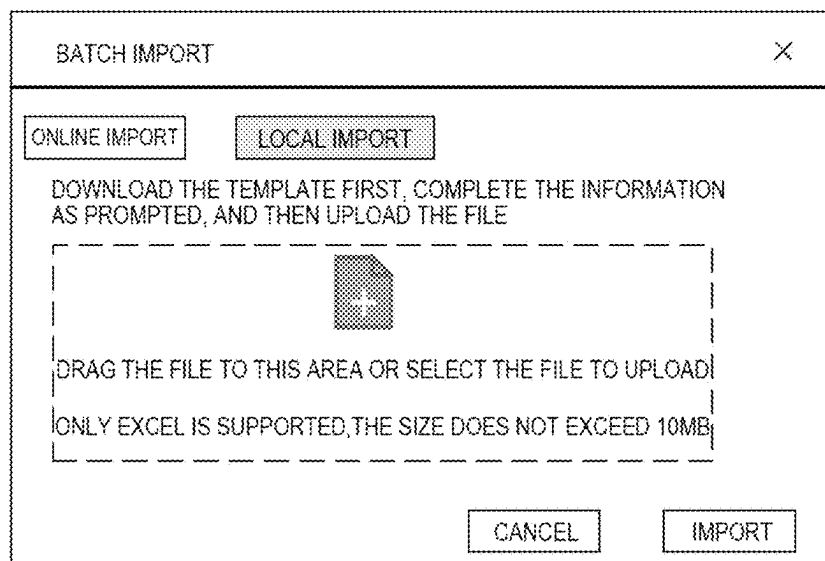 BATCH IMPORT
ONLINE IMPORT
LOCAL IMPORT
DOWNLOAD THE TEMPLATE FIRST, COMPLETE THE INFORMATION
AS PROMPTED, AND THEN UPLOAD THE FILE
DRAG THE FILE TO THIS AREA OR SELECT THE FILE TO UPLOAD
ONLY EXCEL IS SUPPORTED,THE SIZE DOES NOT EXCEED 10MB
CANCEL
IMPORT